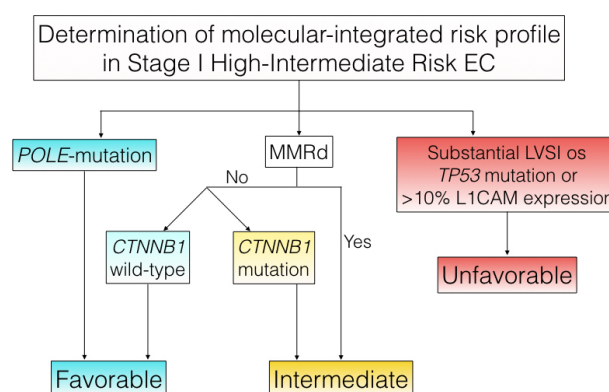 Determination of molecular-integrated risk profile
in Stage I High-Intermediate Risk EC
POLE-mutation
MMRd
Substantial LVSI os
TP53 mutation or
>10% L1CAM expression
No
Yes
CTNNB1
wild-type
CTNNB1
mutation
Unfavorable
Favorable
Intermediate